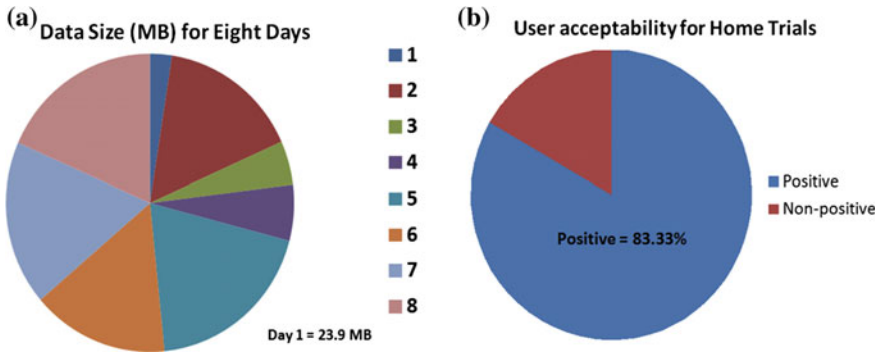 (a)
Data Size (MB) for Eight Days
1
2
3
4
5
6
7
8
Day 1 = 23.9 MB
(b)
User acceptability for Home Trials
Positive
Non-positive
Positive = 83.33%